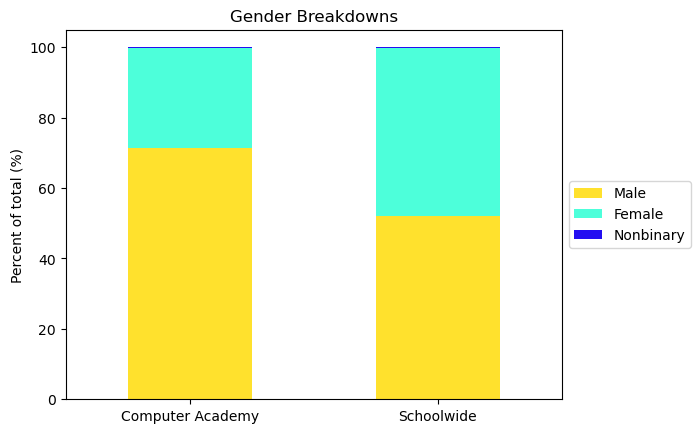 Gender Breakdowns
Percent of total (%)
100
80
60
40
20
0
Computer Academy
Schoolwide
Male
Female
Nonbinary